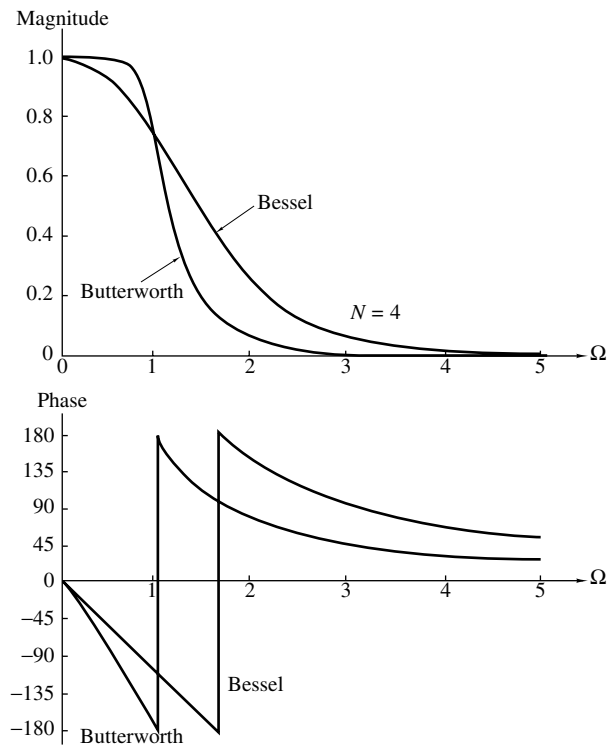 Magnitude
1.0
0.8
0.6
Bessel
0.4
Butterworth
0.2
N = 4
0
0 1 2 3 4 5 Ω
Phase
180
135
90
45
0 1 2 3 4 5 Ω
−45
−90
Bessel
−135
−180
Butterworth